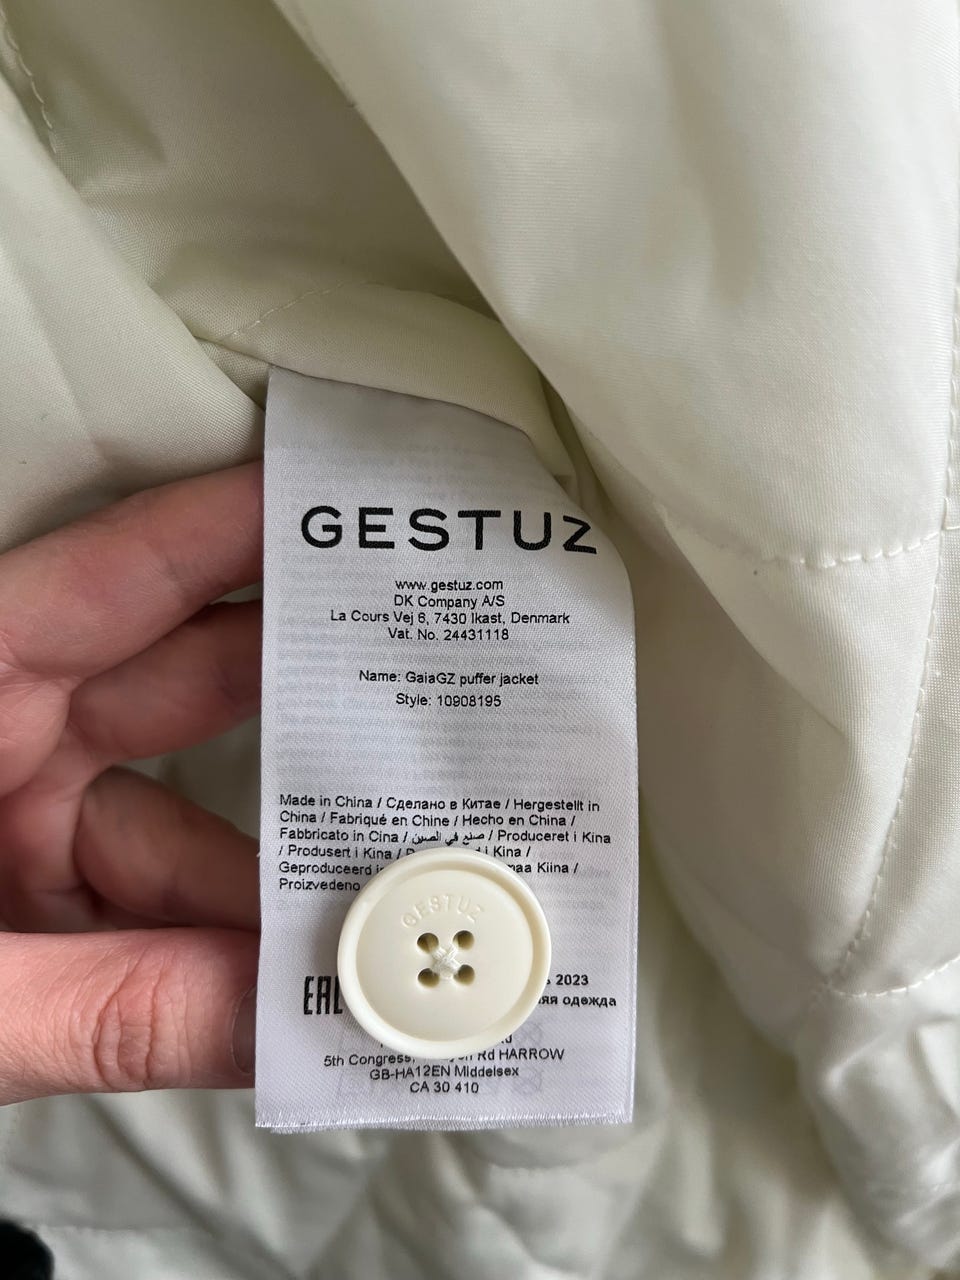 GESTUZ
www.gestuz.com
DK Company A/S
La Cours Vej 6, 7430 Ikast, Denmark
Vat. No. 24431118
Name: GaiaGZ puffer jacket
Style: 10908195
Made in China / Сделано в Китае / Hergestellt in
China / Fabriqué en Chine / Hecho en China /
Fabbricato in Cina / صنع في الصين / Produceret i Kina
/ Produsert i Kina / i Kina /
Geproduceerd Kiina /
Proizvedeno
GESTUZ
EAC 2023
одежда
5th Rd HARROW
GB-HA12EN Middelsex
CA 30 410